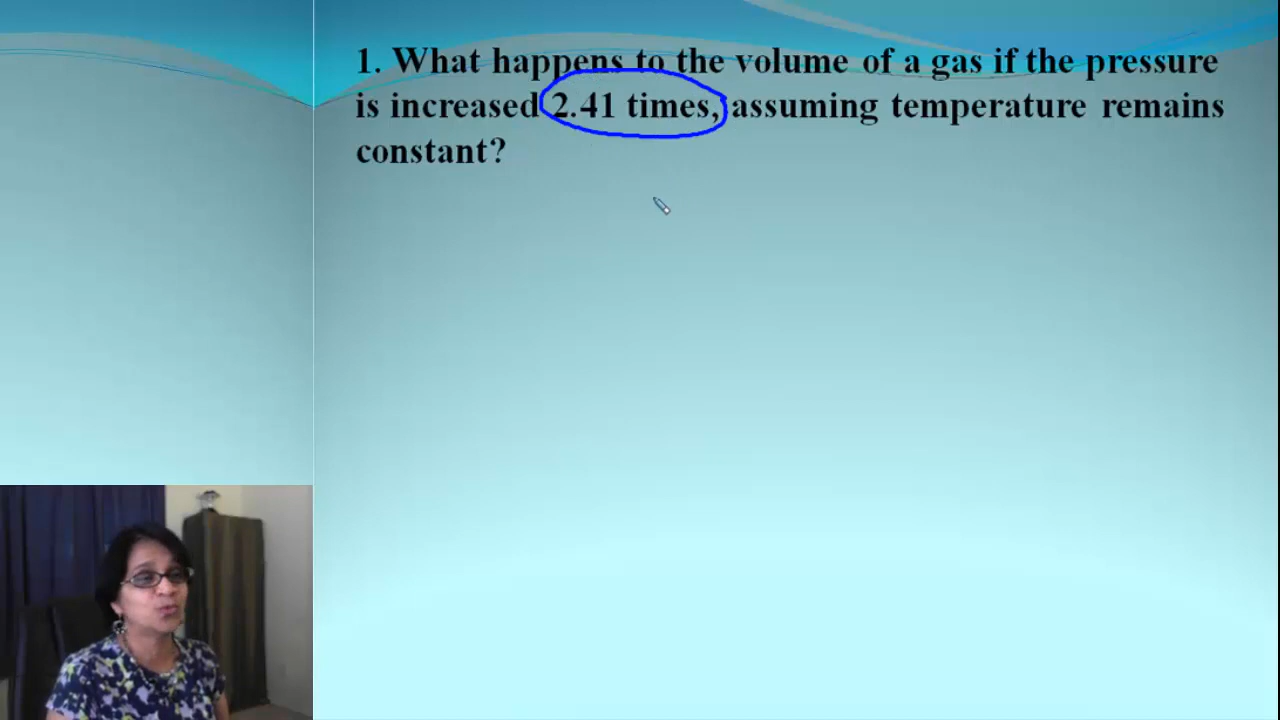 1. What happens to the volume of a gas if the pressure
is increased 2.41 times, assuming temperature remains
constant?